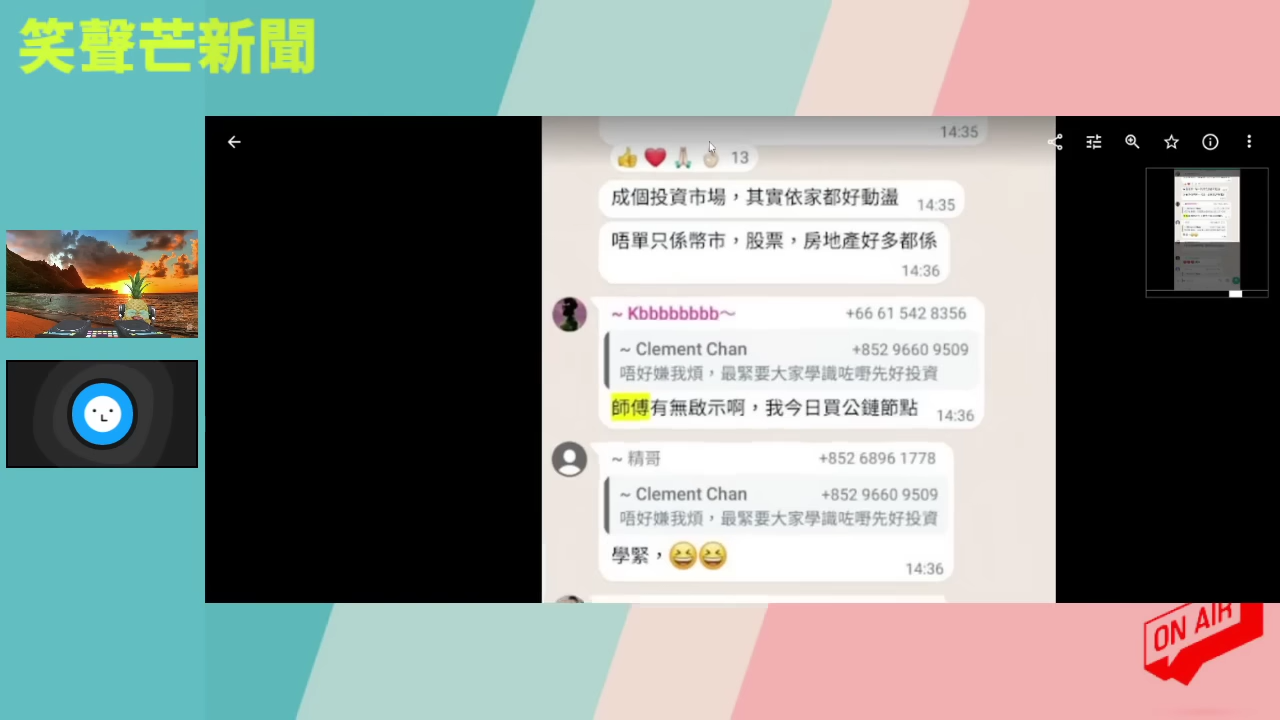 笑聲芒新聞
14:35
13
成個投資市場，其實依家都好動盪 14:35
唔單只係幣市，股票，房地產好多都係
14:36
~ Kbbbbbbbb～ +66 61 542 8356
~ Clement Chan +852 9660 9509
唔好嫌我煩，最緊要大家學識咗嘢先好投資
師傅有無啟示啊，我今日買公鏈節點 14:36
~ 精哥 +852 6896 1778
~ Clement Chan +852 9660 9509
唔好嫌我煩，最緊要大家學識咗嘢先好投資
學緊，
14:36
ON AIR